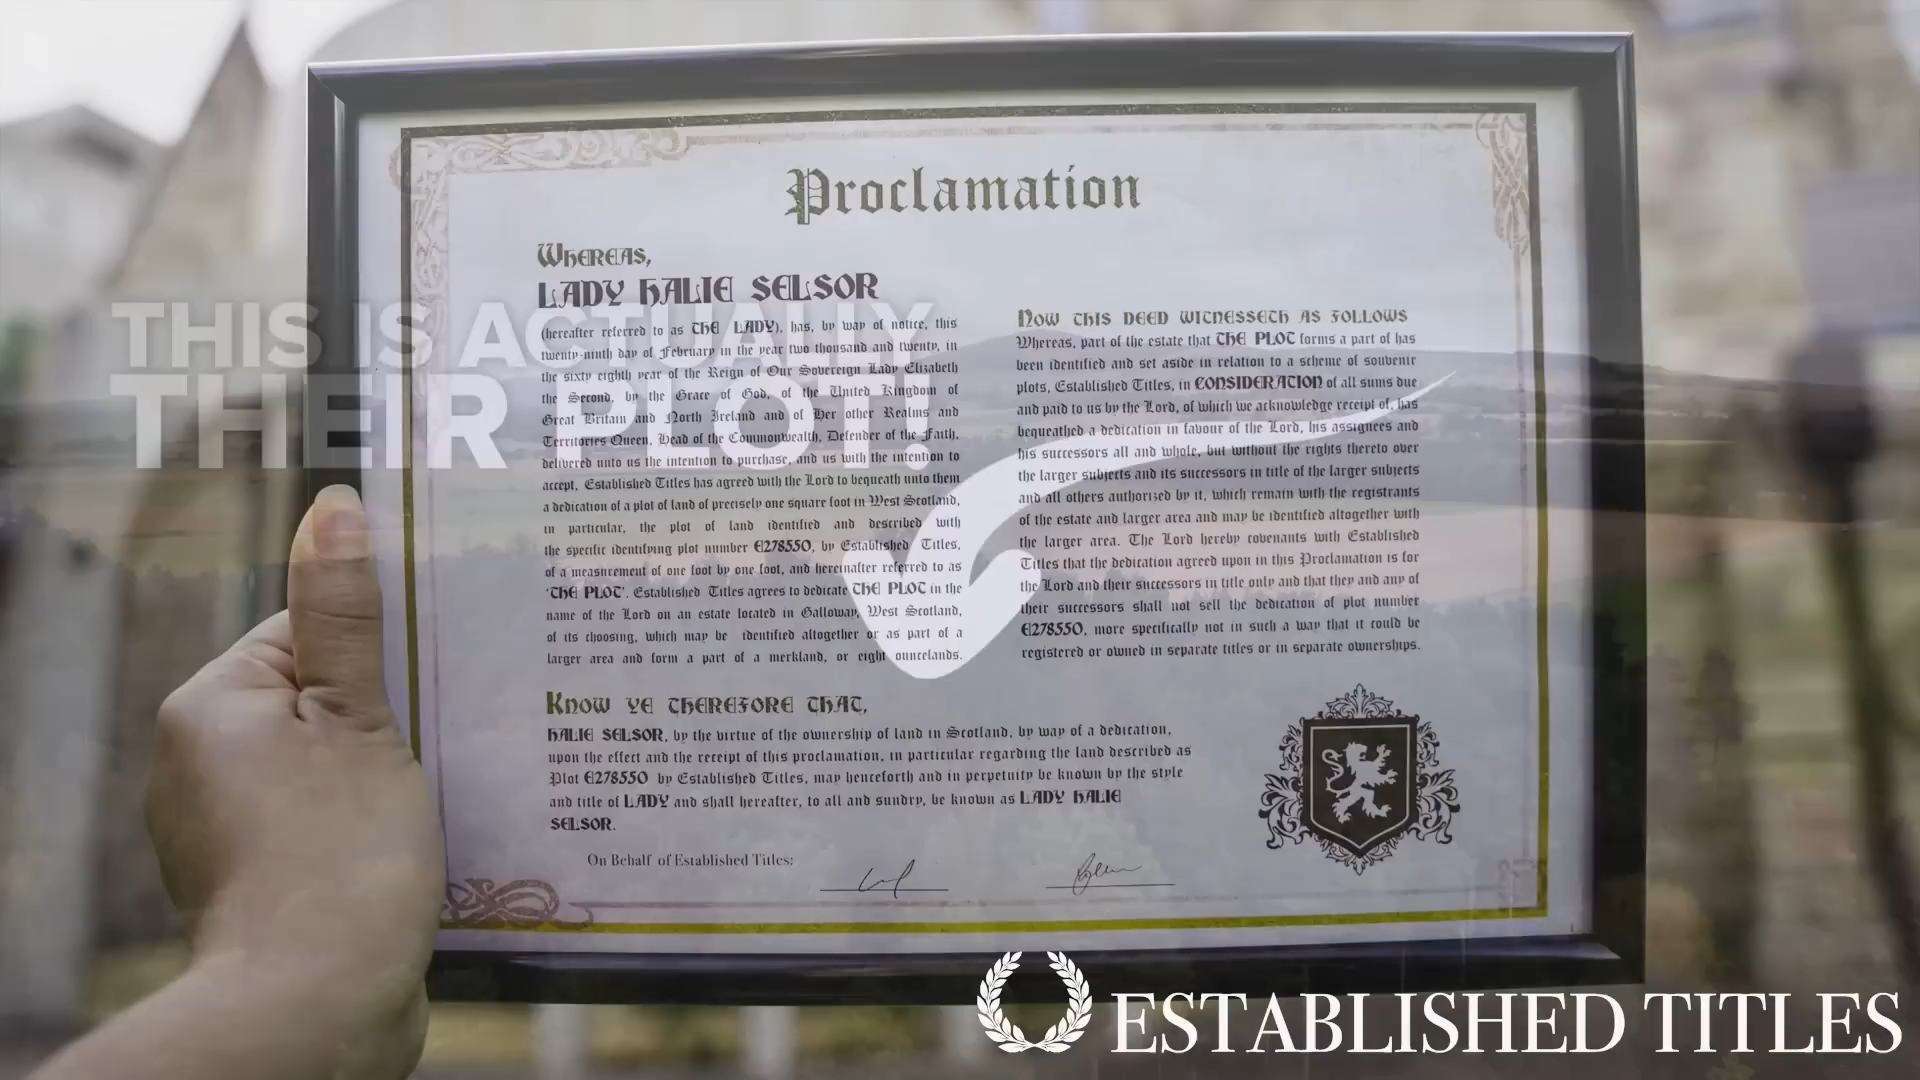 Proclamation
Whereas,
LADY HALIE SELSOR
(hereafter referred to as THE LADY), has, by way of notice, this
twenty-ninth day of February in the year two thousand and twenty, in
the sixty eighth year of the Reign of Our Sovereign Lady Elizabeth
the Second, by the Grace of God, of the United Kingdom of
Great Britain and North Ireland and of Her other Realms and
Territories Queen, Head of the Commonwealth, Defender of the Faith,
delivered unto us the intention to purchase, and us with the intention to
accept, Established Titles has agreed with the Lord to bequeath unto them
a dedication of a plot of land of precisely one square foot in West Scotland,
in particular, the plot of land identified and described with
the specific identifying plot number E278550, by Established Titles,
of a measurement of one foot by one foot, and hereinafter referred to as
'THE PLOT'. Established Titles agrees to dedicate THE PLOT in the
name of the Lord on an estate located in Galloway, West Scotland,
of its choosing, which may be identified altogether or as part of a
larger area and form a part of a merkland, or eight ouncelands.
NOW THIS DEED WITNESSETH AS FOLLOWS
Whereas, part of the estate that THE PLOT forms a part of has
been identified and set aside in relation to a scheme of souvenir
plots, Established Titles, in CONSIDERATION of all sums due
and paid to us by the Lord, of which we acknowledge receipt of, has
bequeathed a dedication in favour of the Lord, his assignees and
his successors all and whole, but without the rights thereto over
the larger subjects and its successors in title of the larger subjects
and all others authorized by it, which remain with the registrants
of the estate and larger area and may be identified altogether with
the larger area. The Lord hereby covenants with Established
Titles that the dedication agreed upon in this Proclamation is for
the Lord and their successors in title only and that they and any of
their successors shall not sell the dedication of plot number
E278550, more specifically not in such a way that it could be
registered or owned in separate titles or in separate ownerships.
Know ye therefore that,
HALIE SELSOR, by the virtue of the ownership of land in Scotland, by way of a dedication,
upon the effect and the receipt of this proclamation, in particular regarding the land described as
Plot E278550 by Established Titles, may henceforth and in perpetuity be known by the style
and title of LADY and shall hereafter, to all and sundry, be known as LADY HALIE
SELSOR.
On Behalf of Established Titles:
THIS IS ACTUALLY
THEIR PLOT!
ESTABLISHED TITLES